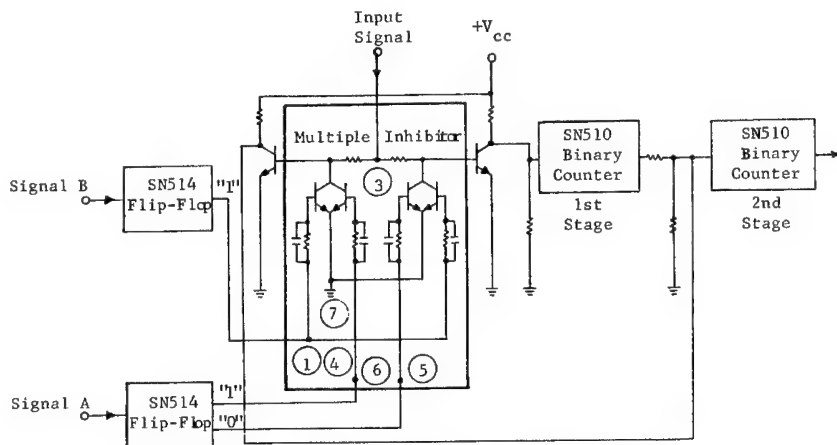 Input
Signal
+Vcc
Multiple Inhibitor
3
SN510
Binary
Counter
1st
Stage
SN510
Binary
Counter
2nd
Stage
Signal B
SN514
Flip-Flop
"1"
7
1
4
6
5
Signal A
SN514
Flip-Flop
"1"
"0"